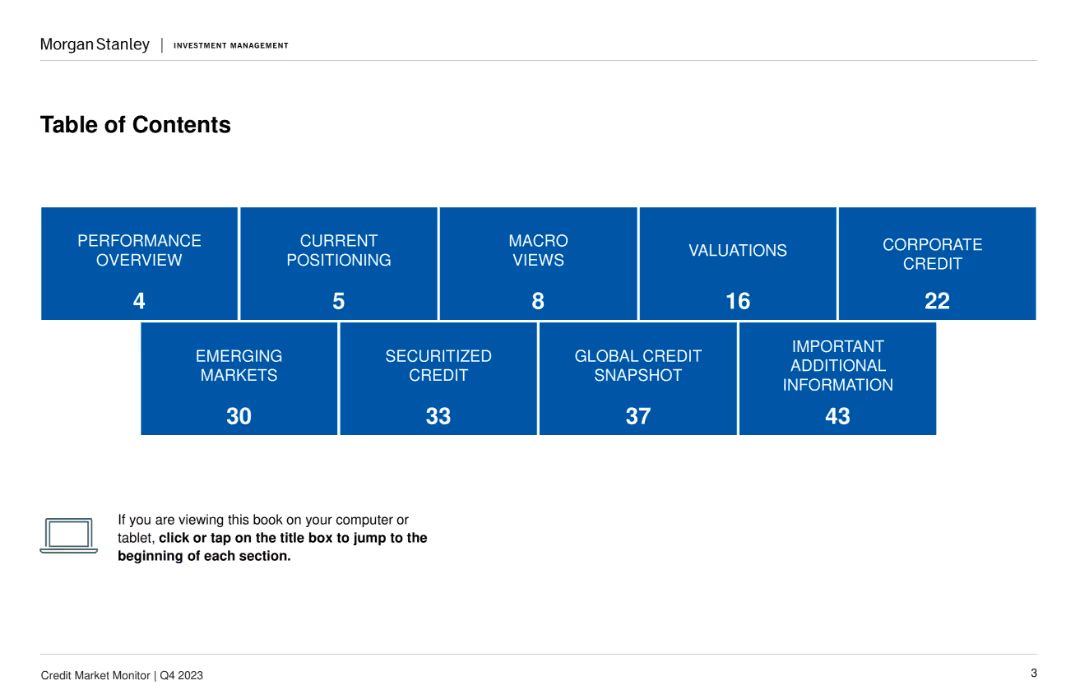 Morgan Stanley | INVESTMENT MANAGEMENT
Table of Contents
PERFORMANCE
OVERVIEW
4
CURRENT
POSITIONING
5
MACRO
VIEWS
8
VALUATIONS
16
CORPORATE
CREDIT
22
EMERGING
MARKETS
30
SECURITIZED
CREDIT
33
GLOBAL CREDIT
SNAPSHOT
37
IMPORTANT
ADDITIONAL
INFORMATION
43
If you are viewing this book on your computer or
tablet, click or tap on the title box to jump to the
beginning of each section.
Credit Market Monitor | Q4 2023
3